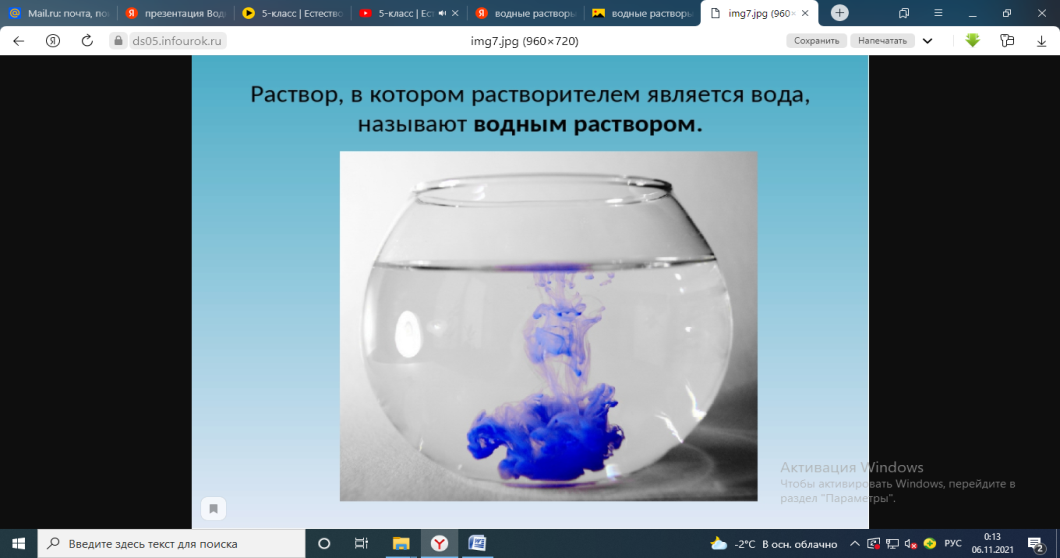 Mail.ru: почта, по
презентация Вод
5-класс | Естество
5-класс | Ест
водные растворы
водные растворы
img7.jpg (960×
ds05.infourok.ru
img7.jpg (960×720)
Сохранить
Напечатать
Раствор, в котором растворителем является вода,
называют водным раствором.
Активация Windows
Чтобы активировать Windows, перейдите в
раздел "Параметры".
Введите здесь текст для поиска
-2°C В осн. облачно
РУС
0:13
06.11.2021
2